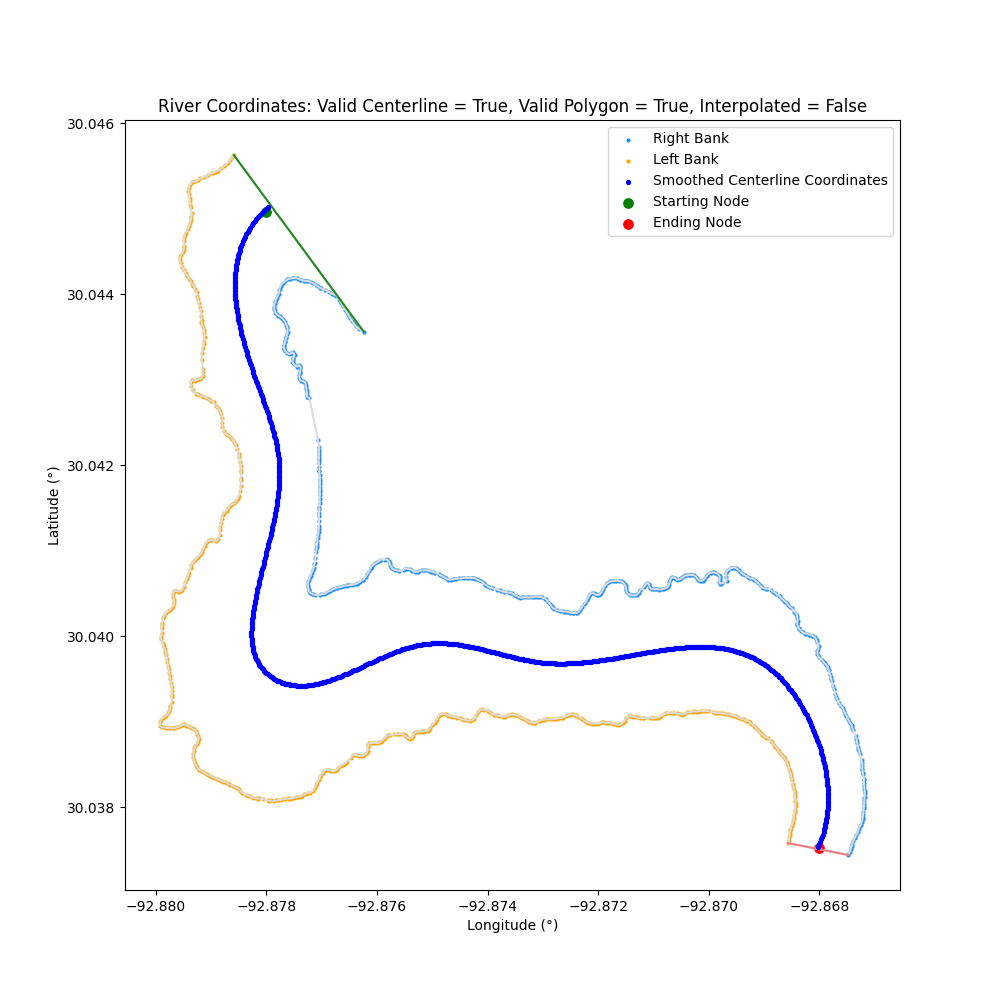 River Coordinates: Valid Centerline = True, Valid Polygon = True, Interpolated = False
Right Bank
Left Bank
Smoothed Centerline Coordinates
Starting Node
Ending Node
30.046
30.044
30.042
30.040
30.038
Latitude (°)
−92.880 −92.878 −92.876 −92.874 −92.872 −92.870 −92.868
Longitude (°)